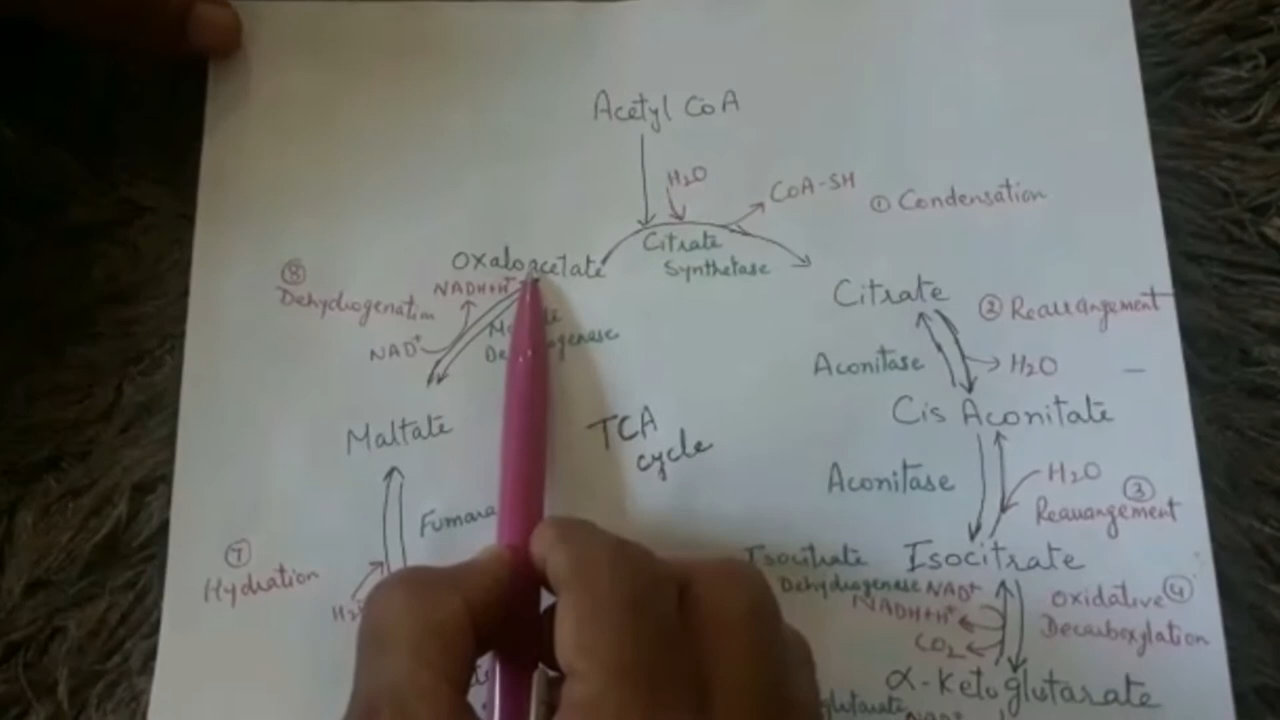 Acetyl CoA
H₂O
CoA-SH
① Condensation
Citrate
Synthetase
Oxaloacetate
⑧
Dehydrogenation
NADH+H⁺
NAD⁺
Citrate
② Rearrangement
Aconitase
H₂O
Cis Aconitate
Maltate
TCA
cycle
Aconitase
H₂O
③
Rearrangement
⑦
Hydration
Isocitrate
Isocitrate
Dehydrogenase NAD⁺
NADH+H⁺
CO₂
Oxidative ④
Decarboxylation
α-Ketoglutarate